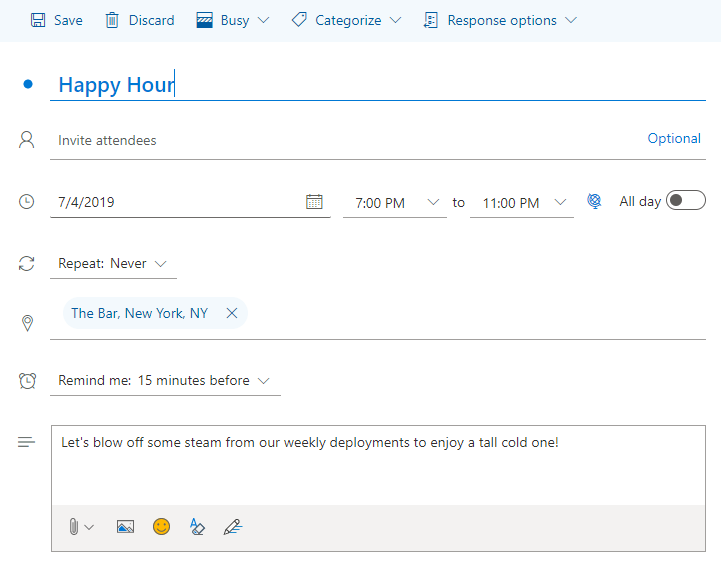 Save Discard Busy Categorize Response options
Happy Hour
Invite attendees Optional
7/4/2019 7:00 PM to 11:00 PM All day
Repeat: Never
The Bar, New York, NY
Remind me: 15 minutes before
Let's blow off some steam from our weekly deployments to enjoy a tall cold one!